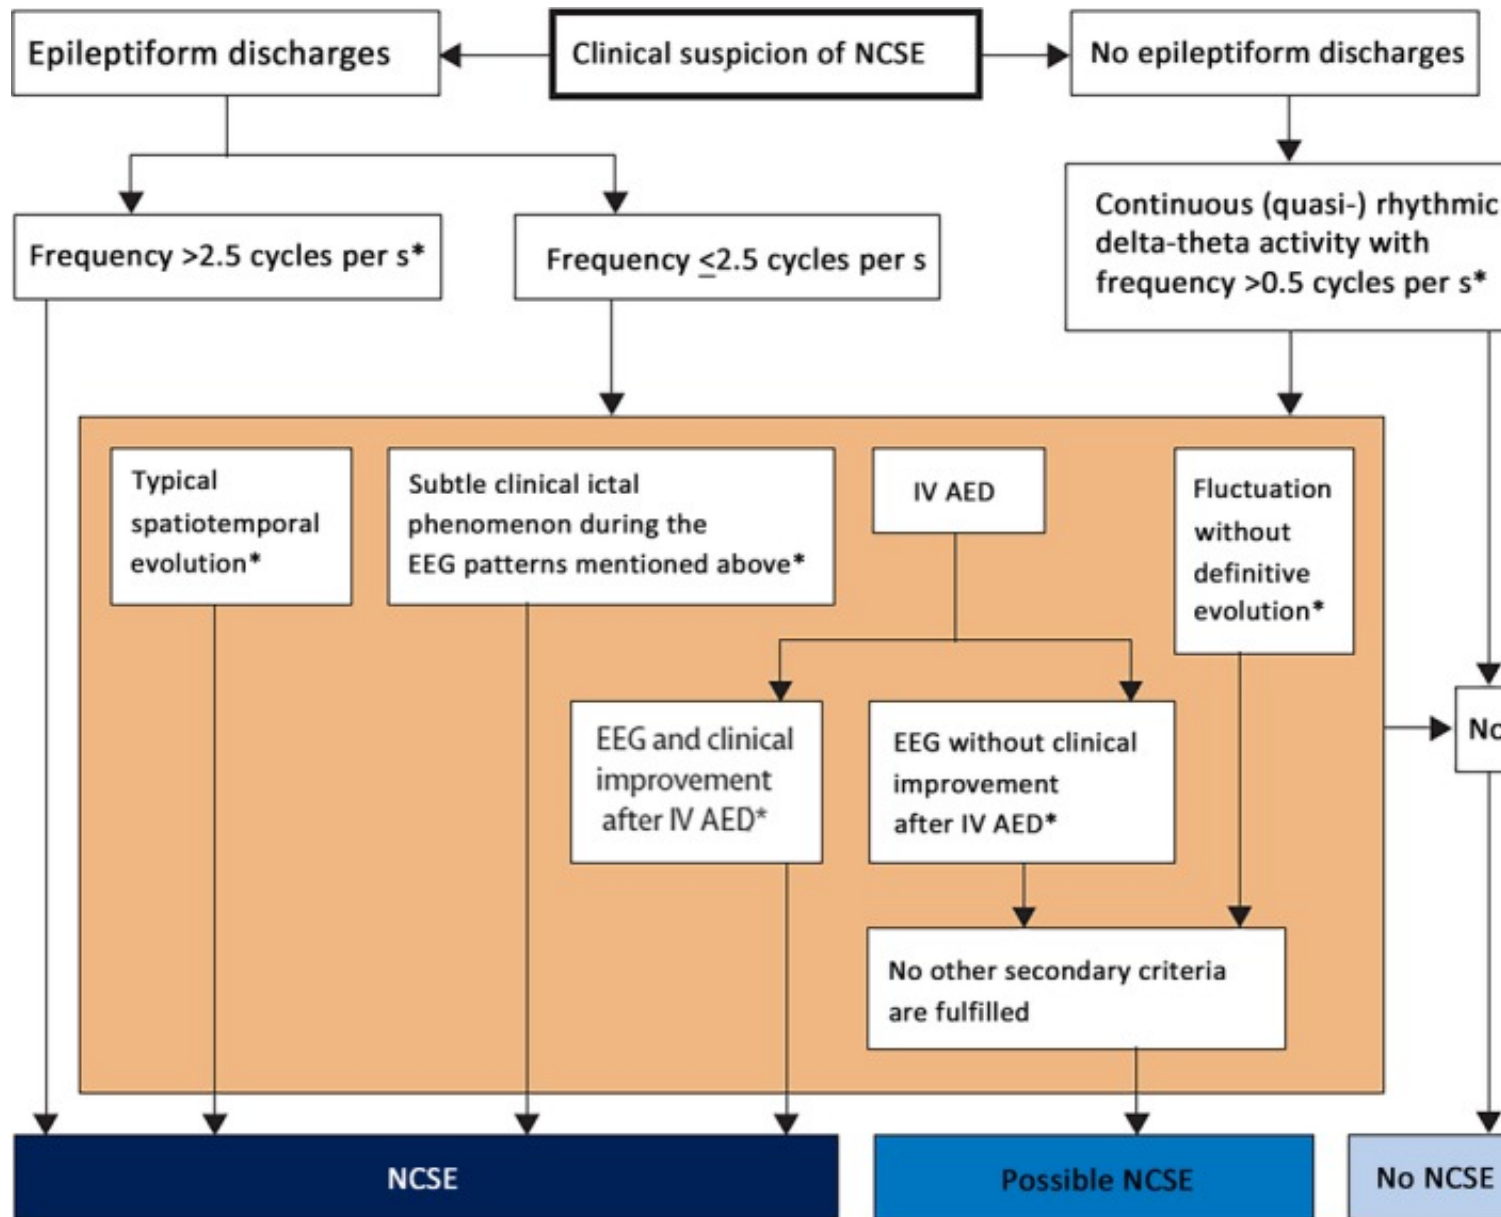 Epileptiform discharges
Clinical suspicion of NCSE
No epileptiform discharges
Frequency >2.5 cycles per s*
Frequency ≤2.5 cycles per s
Continuous (quasi-) rhythmic
delta-theta activity with
frequency >0.5 cycles per s*
Typical
spatiotemporal
evolution*
Subtle clinical ictal
phenomenon during the
EEG patterns mentioned above*
IV AED
Fluctuation
without
definitive
evolution*
EEG and clinical
improvement
after IV AED*
EEG without clinical
improvement
after IV AED*
No
No other secondary criteria
are fulfilled
NCSE
Possible NCSE
No NCSE